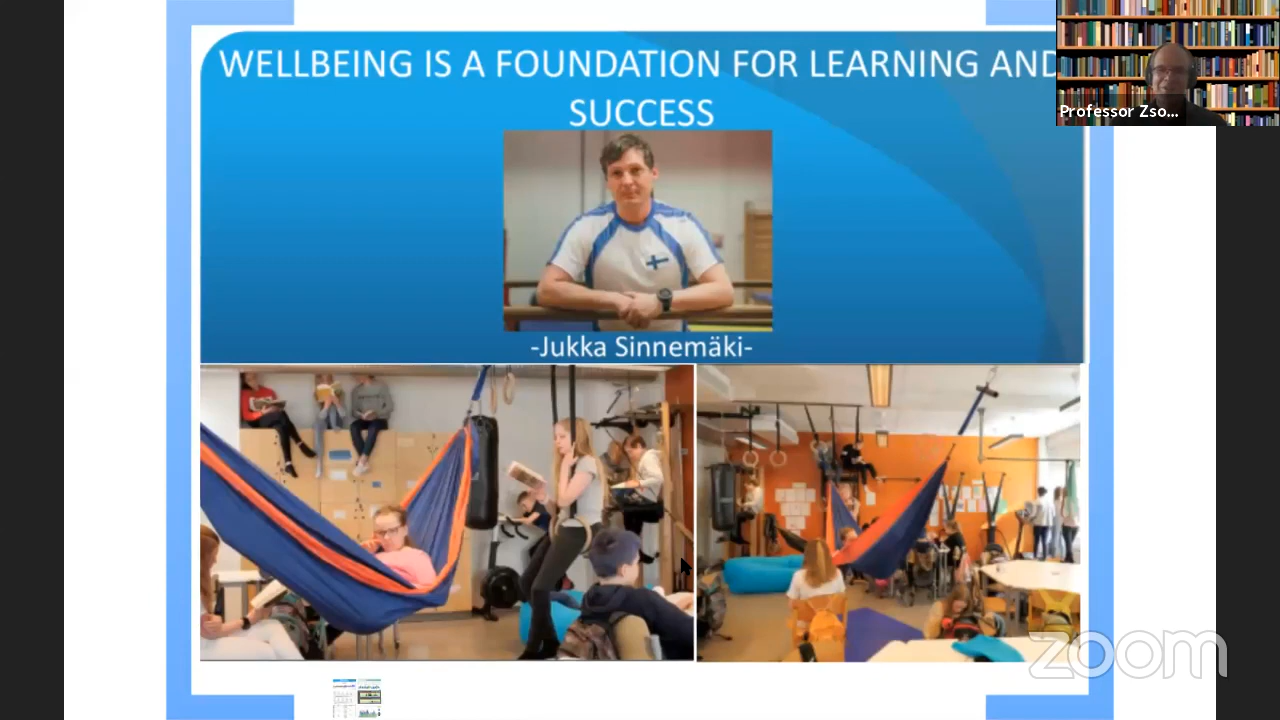 WELLBEING IS A FOUNDATION FOR LEARNING AND
SUCCESS
Professor Zso...
-Jukka Sinnemäki-
zoom